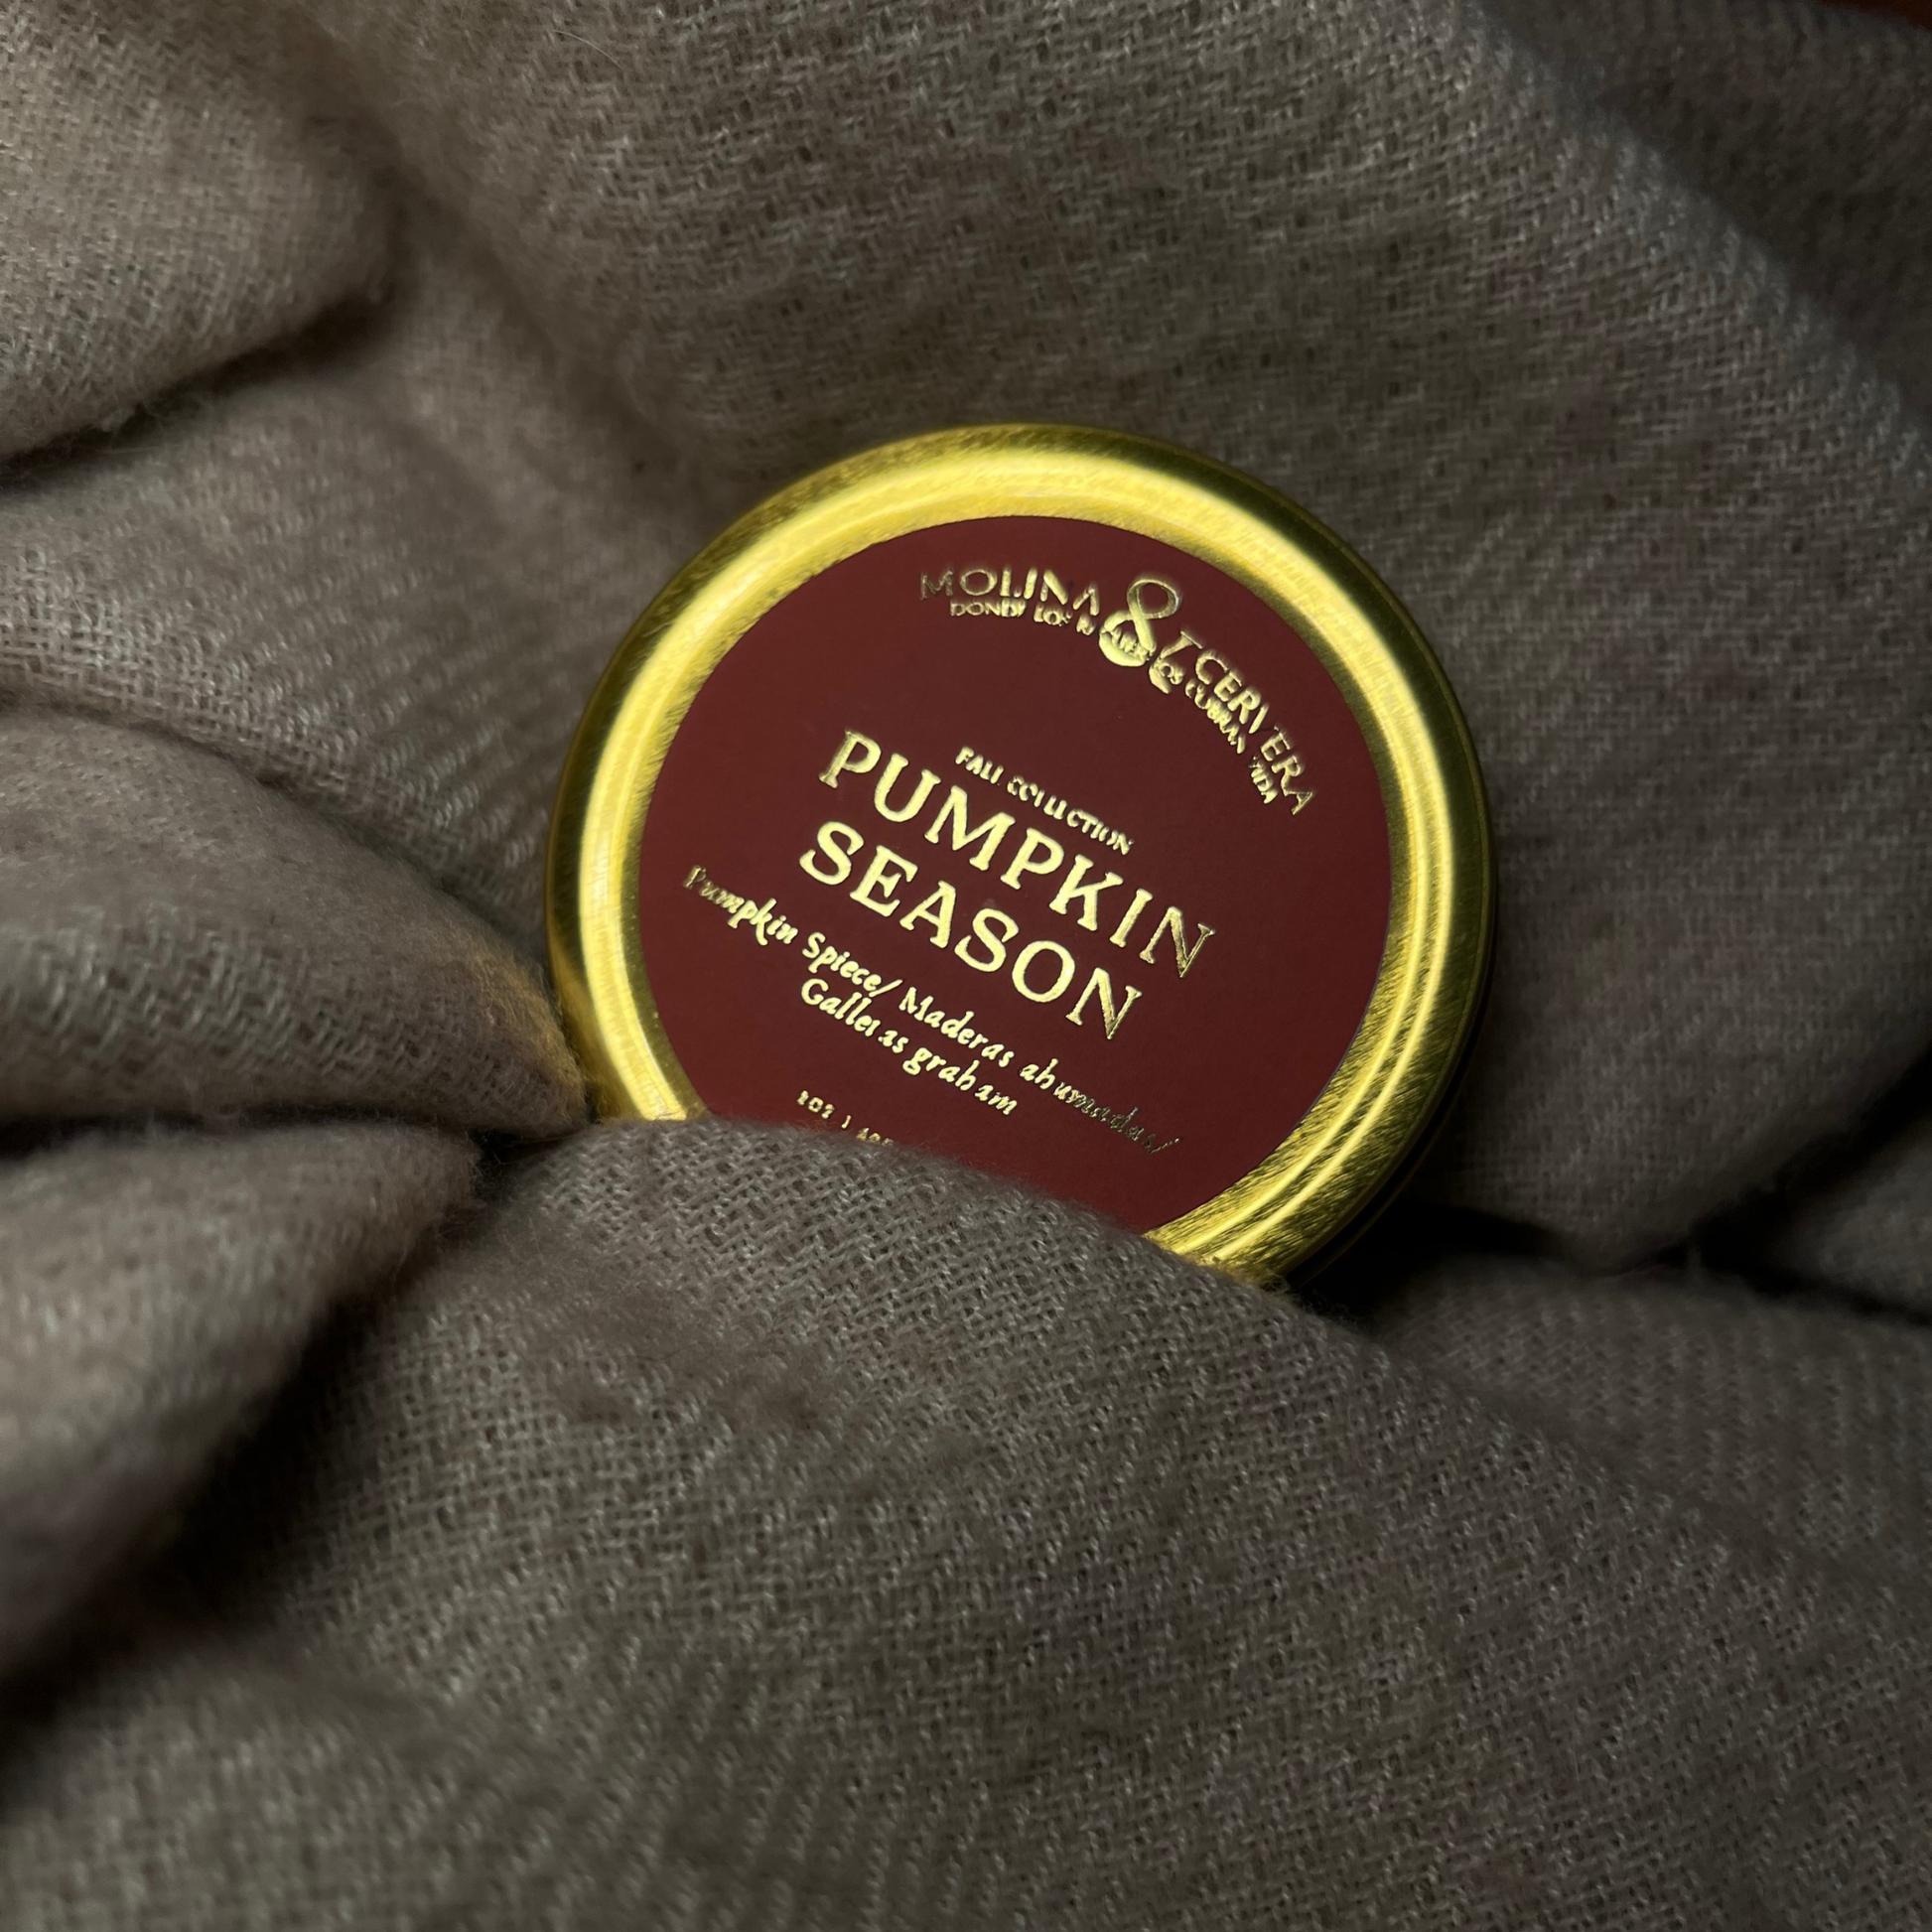 MOLINA & CERVERA
FALL COLLECTION
PUMPKIN
SEASON
Pumpkin Spiece/ Maderas ahumadas/
Galletas graham